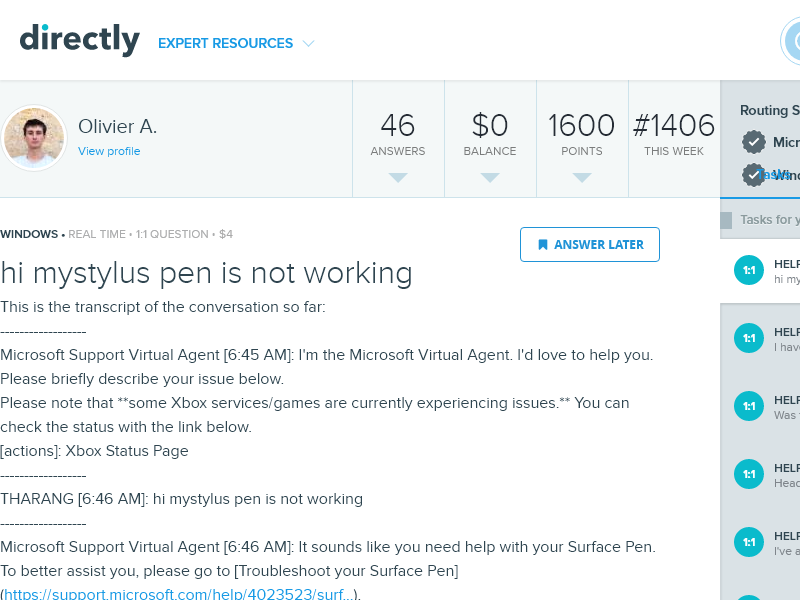 directly
EXPERT RESOURCES
Olivier A.
View profile
46
ANSWERS
$0
BALANCE
1600
POINTS
#1406
THIS WEEK
Routing S
Micr
Tasks
Wind
Tasks for y
WINDOWS • REAL TIME • 1:1 QUESTION • $4
ANSWER LATER
hi mystylus pen is not working
This is the transcript of the conversation so far:
------------------
Microsoft Support Virtual Agent [6:45 AM]: I'm the Microsoft Virtual Agent. I'd love to help you.
Please briefly describe your issue below.
Please note that **some Xbox services/games are currently experiencing issues.** You can
check the status with the link below.
[actions]: Xbox Status Page
------------------
THARANG [6:46 AM]: hi mystylus pen is not working
------------------
Microsoft Support Virtual Agent [6:46 AM]: It sounds like you need help with your Surface Pen.
To better assist you, please go to [Troubleshoot your Surface Pen]
(https://support.microsoft.com/help/4023523/surf...).
1:1
HELP
hi my
1:1
HELP
I have
1:1
HELP
Was
1:1
HELP
Head
1:1
HELP
I've a